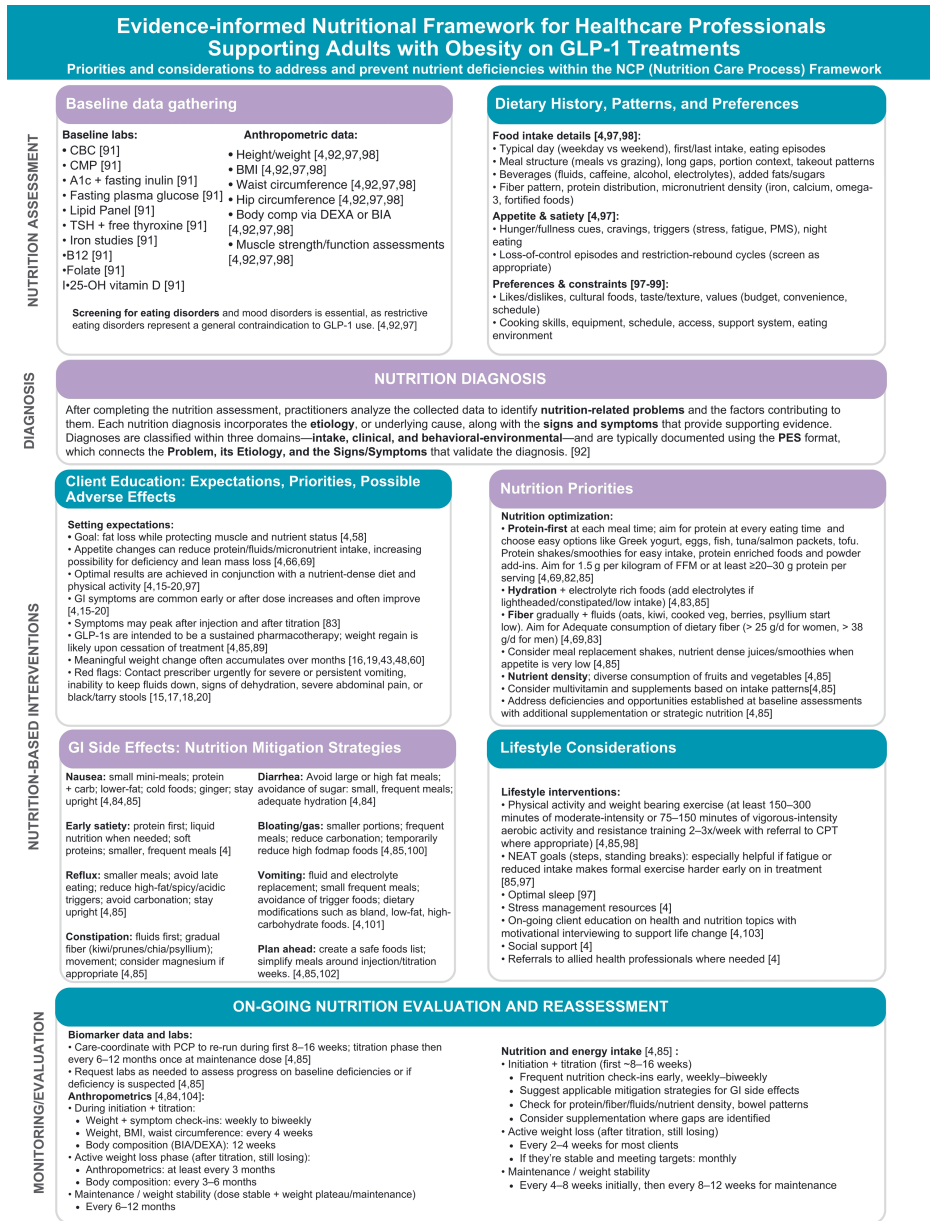 Evidence-informed Nutritional Framework for Healthcare Professionals
Supporting Adults with Obesity on GLP-1 Treatments
Priorities and considerations to address and prevent nutrient deficiencies within the NCP (Nutrition Care Process) Framework
NUTRITION ASSESSMENT
Baseline data gathering
Baseline labs:
• CBC [91]
• CMP [91]
• A1c + fasting inulin [91]
• Fasting plasma glucose [91]
• Lipid Panel [91]
• TSH + free thyroxine [91]
• Iron studies [91]
•B12 [91]
•Folate [91]
I•25-OH vitamin D [91]
Anthropometric data:
• Height/weight [4,92,97,98]
• BMI [4,92,97,98]
• Waist circumference [4,92,97,98]
• Hip circumference [4,92,97,98]
• Body comp via DEXA or BIA
[4,92,97,98]
• Muscle strength/function assessments
[4,92,97,98]
Screening for eating disorders and mood disorders is essential, as restrictive
eating disorders represent a general contraindication to GLP-1 use. [4,92,97]
Dietary History, Patterns, and Preferences
Food intake details [4,97,98]:
• Typical day (weekday vs weekend), first/last intake, eating episodes
• Meal structure (meals vs grazing), long gaps, portion context, takeout patterns
• Beverages (fluids, caffeine, alcohol, electrolytes), added fats/sugars
• Fiber pattern, protein distribution, micronutrient density (iron, calcium, omega-
3, fortified foods)
Appetite & satiety [4,97]:
• Hunger/fullness cues, cravings, triggers (stress, fatigue, PMS), night
eating
• Loss-of-control episodes and restriction-rebound cycles (screen as
appropriate)
Preferences & constraints [97-99]:
• Likes/dislikes, cultural foods, taste/texture, values (budget, convenience,
schedule)
• Cooking skills, equipment, schedule, access, support system, eating
environment
DIAGNOSIS
NUTRITION DIAGNOSIS
After completing the nutrition assessment, practitioners analyze the collected data to identify nutrition-related problems and the factors contributing to
them. Each nutrition diagnosis incorporates the etiology, or underlying cause, along with the signs and symptoms that provide supporting evidence.
Diagnoses are classified within three domains—intake, clinical, and behavioral-environmental—and are typically documented using the PES format,
which connects the Problem, its Etiology, and the Signs/Symptoms that validate the diagnosis. [92]
NUTRITION-BASED INTERVENTIONS
Client Education: Expectations, Priorities, Possible
Adverse Effects
Setting expectations:
• Goal: fat loss while protecting muscle and nutrient status [4,58]
• Appetite changes can reduce protein/fluids/micronutrient intake, increasing
possibility for deficiency and lean mass loss [4,66,69]
• Optimal results are achieved in conjunction with a nutrient-dense diet and
physical activity [4,15-20,97]
• GI symptoms are common early or after dose increases and often improve
[4,15-20]
• Symptoms may peak after injection and after titration [83]
• GLP-1s are intended to be a sustained pharmacotherapy; weight regain is
likely upon cessation of treatment [4,85,89]
• Meaningful weight change often accumulates over months [16,19,43,48,60]
• Red flags: Contact prescriber urgently for severe or persistent vomiting,
inability to keep fluids down, signs of dehydration, severe abdominal pain, or
black/tarry stools [15,17,18,20]
Nutrition Priorities
Nutrition optimization:
• Protein-first at each meal time; aim for protein at every eating time and
choose easy options like Greek yogurt, eggs, fish, tuna/salmon packets, tofu.
Protein shakes/smoothies for easy intake, protein enriched foods and powder
add-ins. Aim for 1.5 g per kilogram of FFM or at least ≥20–30 g protein per
serving [4,69,82,85]
• Hydration + electrolyte rich foods (add electrolytes if
lightheaded/constipated/low intake) [4,83,85]
• Fiber gradually + fluids (oats, kiwi, cooked veg, berries, psyllium start
low). Aim for Adequate consumption of dietary fiber (> 25 g/d for women, > 38
g/d for men) [4,69,83]
• Consider meal replacement shakes, nutrient dense juices/smoothies when
appetite is very low [4,85]
• Nutrient density; diverse consumption of fruits and vegetables [4,85]
• Consider multivitamin and supplements based on intake patterns[4,85]
• Address deficiencies and opportunities established at baseline assessments
with additional supplementation or strategic nutrition [4,85]
GI Side Effects: Nutrition Mitigation Strategies
Nausea: small mini-meals; protein
+ carb; lower-fat; cold foods; ginger; stay
upright [4,84,85]
Early satiety: protein first; liquid
nutrition when needed; soft
proteins; smaller, frequent meals [4]
Reflux: smaller meals; avoid late
eating; reduce high-fat/spicy/acidic
triggers; avoid carbonation; stay
upright [4,85]
Constipation: fluids first; gradual
fiber (kiwi/prunes/chia/psyllium);
movement; consider magnesium if
appropriate [4,85]
Diarrhea: Avoid large or high fat meals;
avoidance of sugar: small, frequent meals;
adequate hydration [4,84]
Bloating/gas: smaller portions; frequent
meals; reduce carbonation; temporarily
reduce high fodmap foods [4,85,100]
Vomiting: fluid and electrolyte
replacement; small frequent meals;
avoidance of trigger foods; dietary
modifications such as bland, low-fat, high-
carbohydrate foods. [4,101]
Plan ahead: create a safe foods list;
simplify meals around injection/titration
weeks. [4,85,102]
Lifestyle Considerations
Lifestyle interventions:
• Physical activity and weight bearing exercise (at least 150–300
minutes of moderate-intensity or 75–150 minutes of vigorous-intensity
aerobic activity and resistance training 2–3x/week with referral to CPT
where appropriate) [4,85,98]
• NEAT goals (steps, standing breaks): especially helpful if fatigue or
reduced intake makes formal exercise harder early on in treatment
[85,97]
• Optimal sleep [97]
• Stress management resources [4]
• On-going client education on health and nutrition topics with
motivational interviewing to support life change [4,103]
• Social support [4]
• Referrals to allied health professionals where needed [4]
MONITORING/EVALUATION
ON-GOING NUTRITION EVALUATION AND REASSESSMENT
Biomarker data and labs:
• Care-coordinate with PCP to re-run during first 8–16 weeks; titration phase then
every 6–12 months once at maintenance dose [4,85]
• Request labs as needed to assess progress on baseline deficiencies or if
deficiency is suspected [4,85]
Anthropometrics [4,84,104]:
• During initiation + titration:
• Weight + symptom check-ins: weekly to biweekly
• Weight, BMI, waist circumference: every 4 weeks
• Body composition (BIA/DEXA): 12 weeks
• Active weight loss phase (after titration, still losing):
• Anthropometrics: at least every 3 months
• Body composition: every 3–6 months
• Maintenance / weight stability (dose stable + weight plateau/maintenance)
• Every 6–12 months
Nutrition and energy intake [4,85] :
• Initiation + titration (first ~8–16 weeks)
• Frequent nutrition check-ins early, weekly–biweekly
• Suggest applicable mitigation strategies for GI side effects
• Check for protein/fiber/fluids/nutrient density, bowel patterns
• Consider supplementation where gaps are identified
• Active weight loss (after titration, still losing)
• Every 2–4 weeks for most clients
• If they're stable and meeting targets: monthly
• Maintenance / weight stability
• Every 4–8 weeks initially, then every 8–12 weeks for maintenance